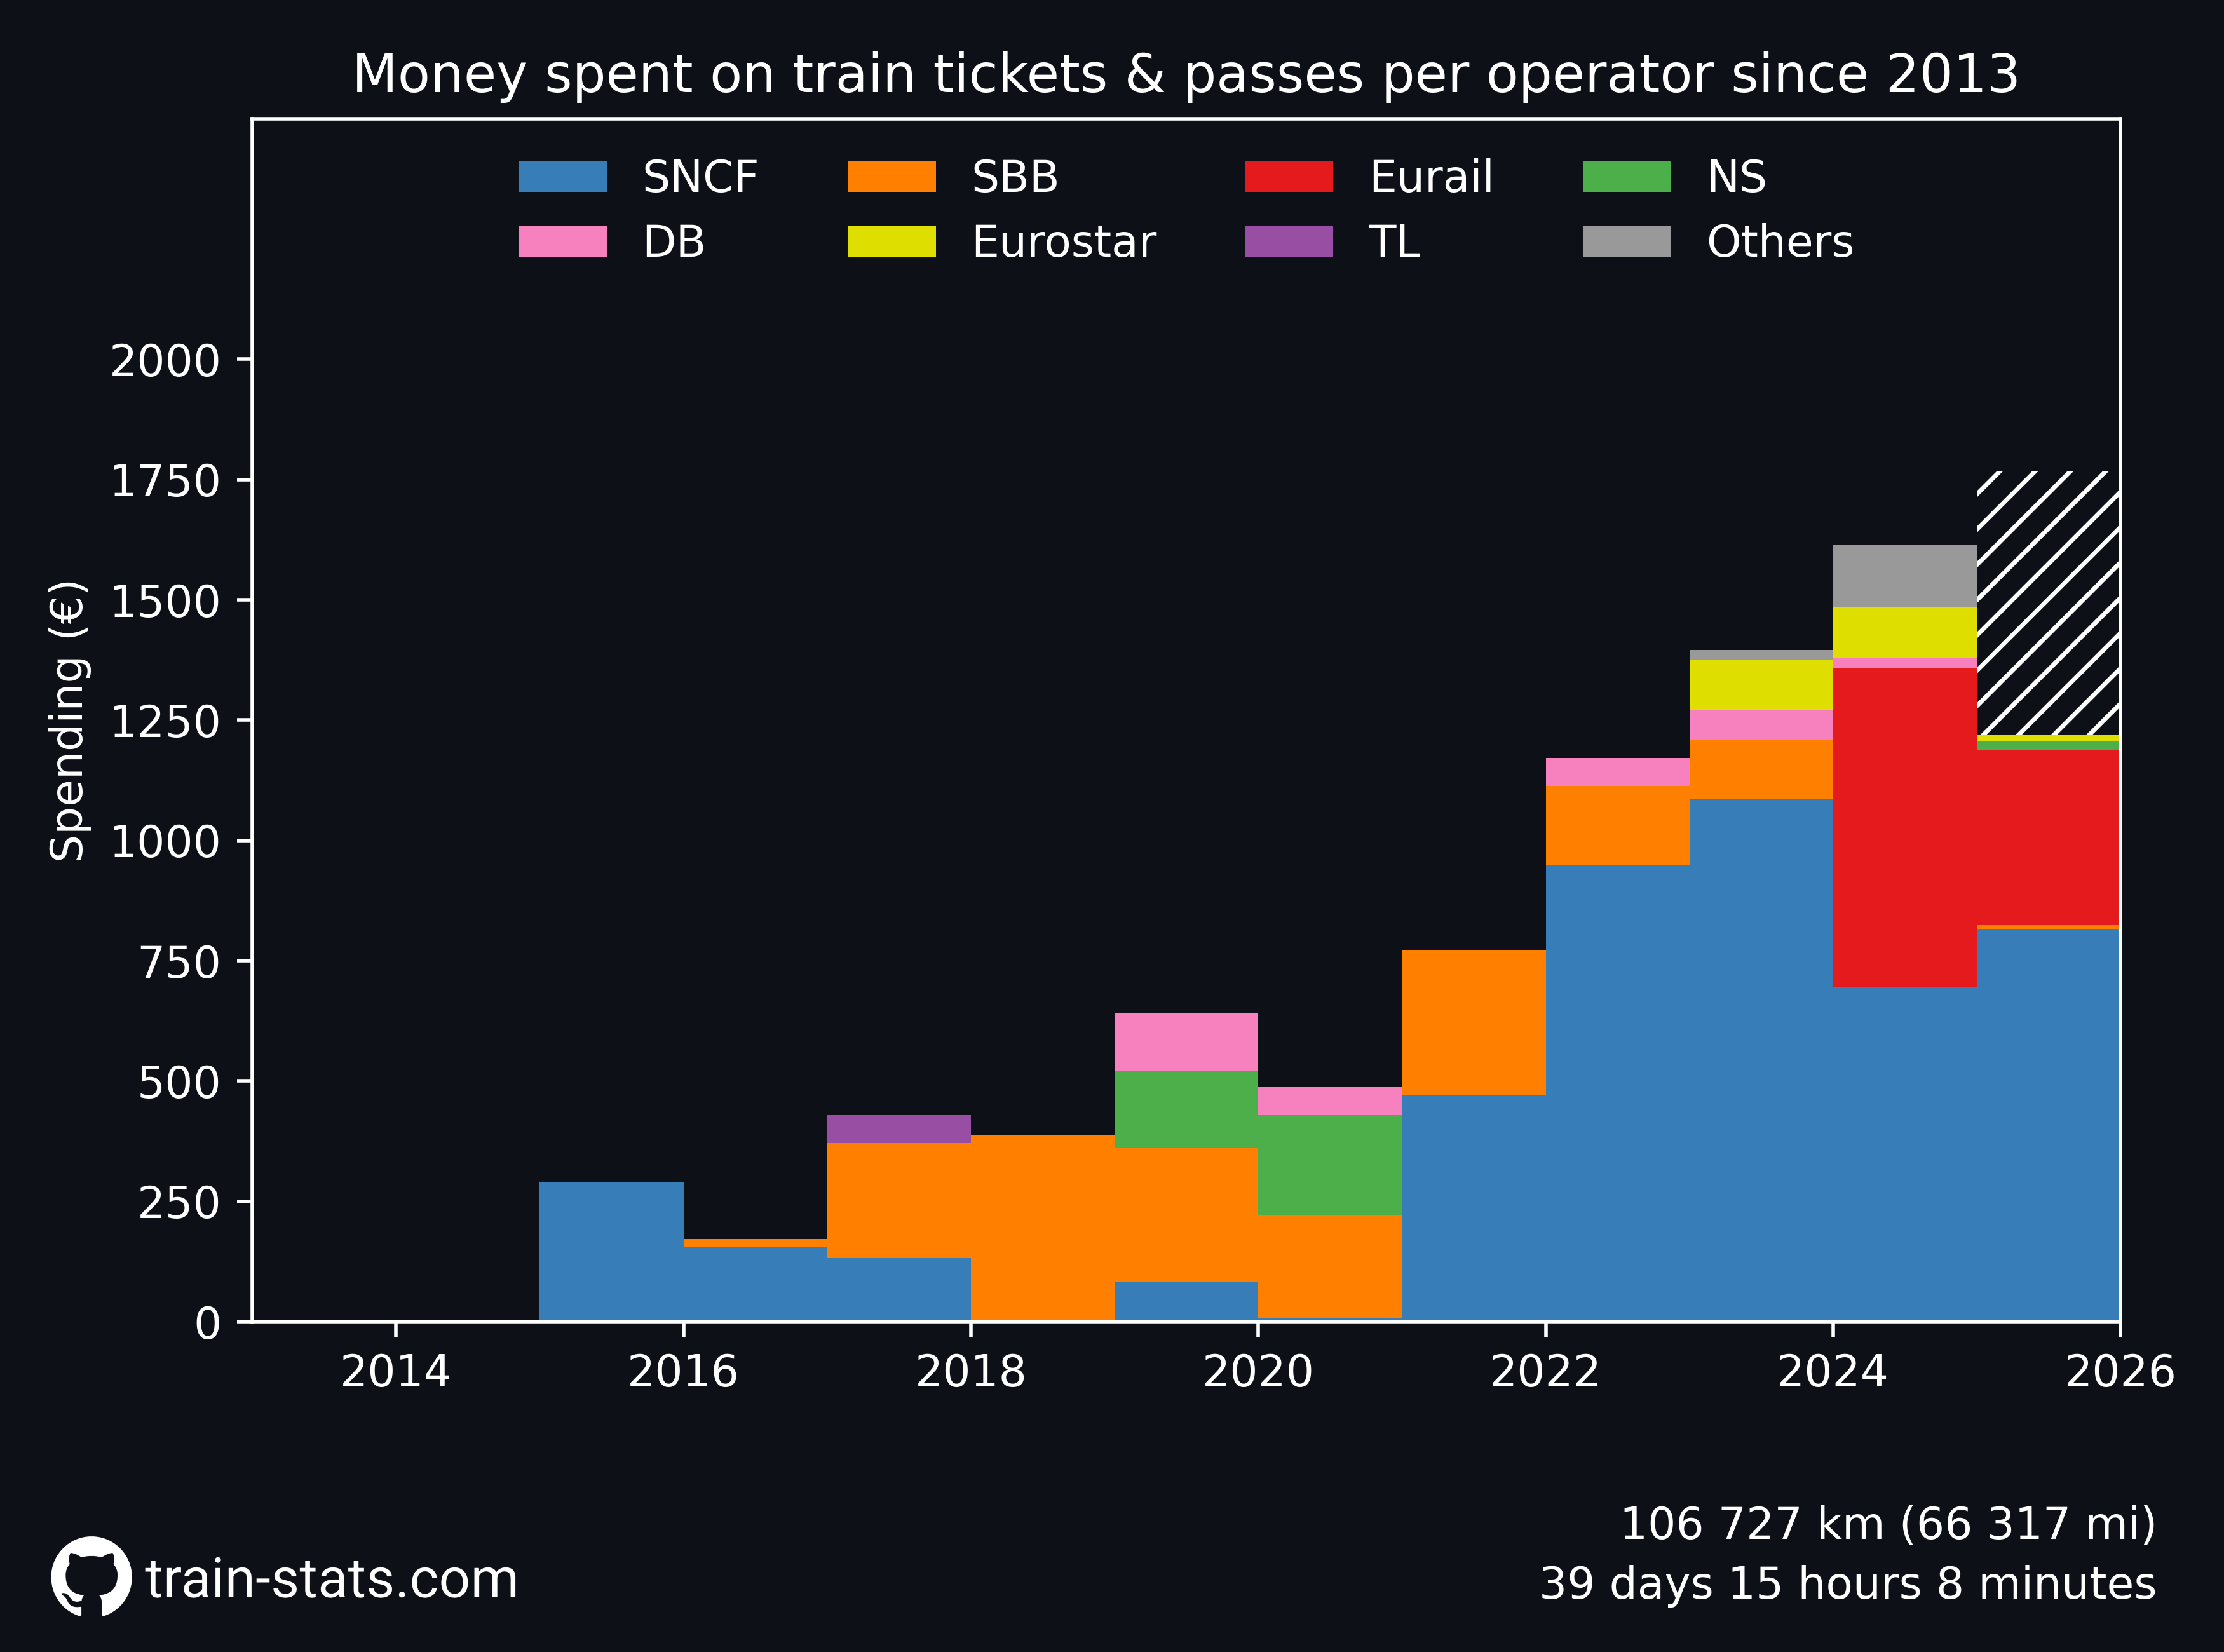 Money spent on train tickets & passes per operator since 2013
SNCF SBB Eurail NS
DB Eurostar TL Others
2000
1750
1500
1250
1000
750
500
250
0
Spending (€)
2014 2016 2018 2020 2022 2024 2026
106 727 km (66 317 mi)
39 days 15 hours 8 minutes
train-stats.com